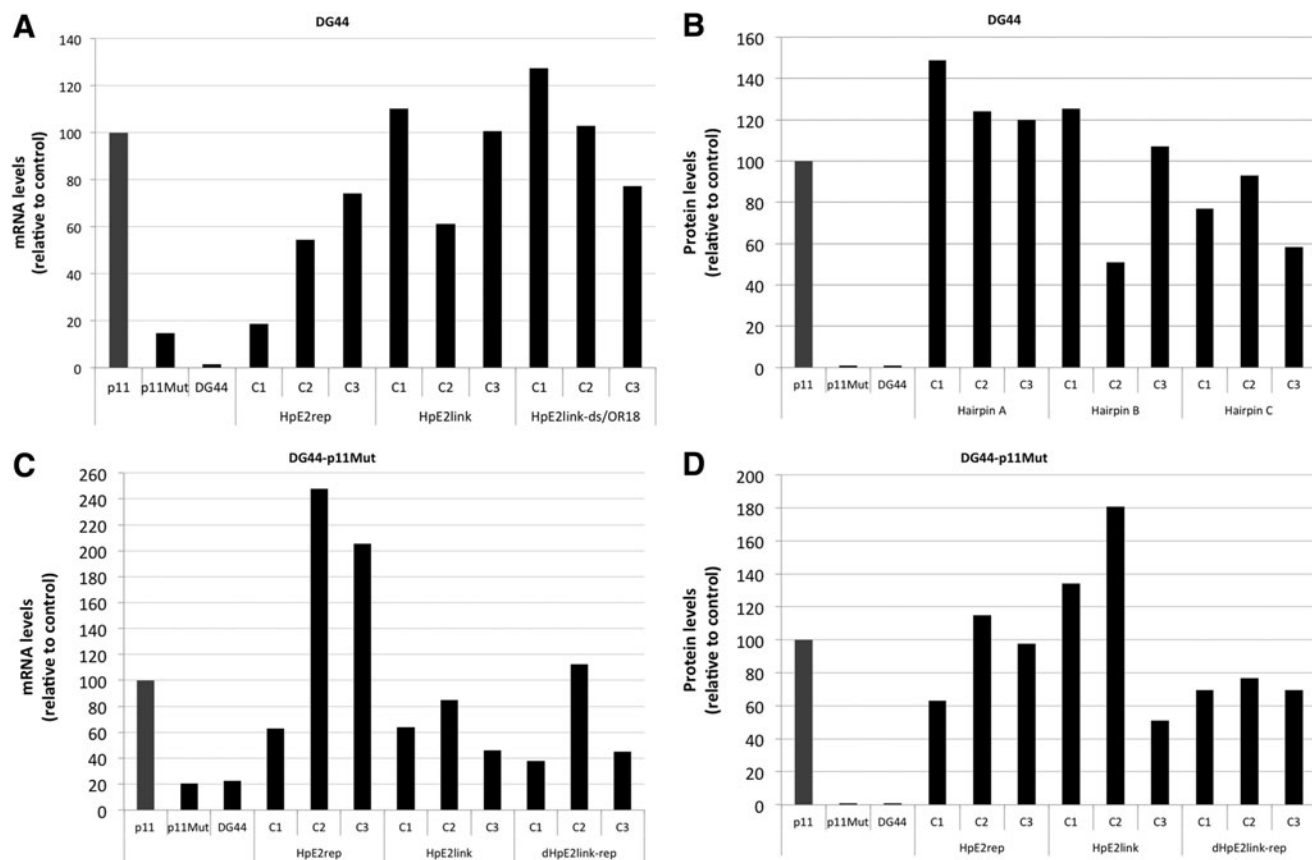 A
DG44
mRNA levels
(relative to control)
140
120
100
80
60
40
20
0
p11 p11Mut DG44 C1 C2 C3 C1 C2 C3 C1 C2 C3
HpE2rep HpE2link HpE2link-ds/OR18
B
DG44
Protein levels
(relative to control)
160
140
120
100
80
60
40
20
0
p11 p11Mut DG44 C1 C2 C3 C1 C2 C3 C1 C2 C3
Hairpin A Hairpin B Hairpin C
C
DG44-p11Mut
mRNA levels
(relative to control)
260
240
220
200
180
160
140
120
100
80
60
40
20
0
p11 p11Mut DG44 C1 C2 C3 C1 C2 C3 C1 C2 C3
HpE2rep HpE2link dHpE2link-rep
D
DG44-p11Mut
Protein levels
(relative to control)
200
180
160
140
120
100
80
60
40
20
0
p11 p11Mut DG44 C1 C2 C3 C1 C2 C3 C1 C2 C3
HpE2rep HpE2link dHpE2link-rep